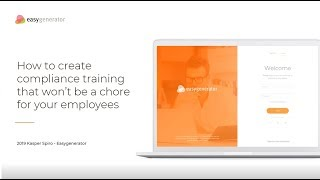 easygenerator
How to create
compliance training
that won't be a chore
for your employees
2019 Kasper Spiro - Easygenerator
easygenerator
Welcome